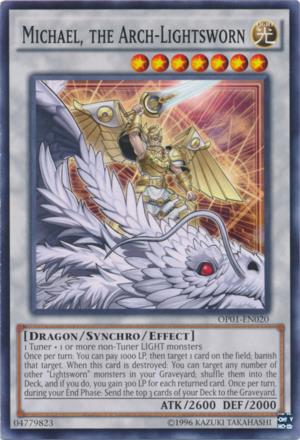 MICHAEL, THE ARCH-LIGHTSWORN
LIGHT
光
OP01-EN020
[DRAGON/SYNCHRO/EFFECT]
1 Tuner + 1 or more non-Tuner LIGHT monsters
Once per turn: You can pay 1000 LP, then target 1 card on the field; banish
that target. When this card is destroyed: You can target any number
of other "Lightsworn" monsters in your Graveyard; shuffle them into the
Deck, and if you do, you gain 300 LP for each returned card. Once per turn,
during your End Phase: Send the top 3 cards of your Deck to the Graveyard.
ATK/2600 DEF/2000
04779823
©1996 KAZUKI TAKAHASHI